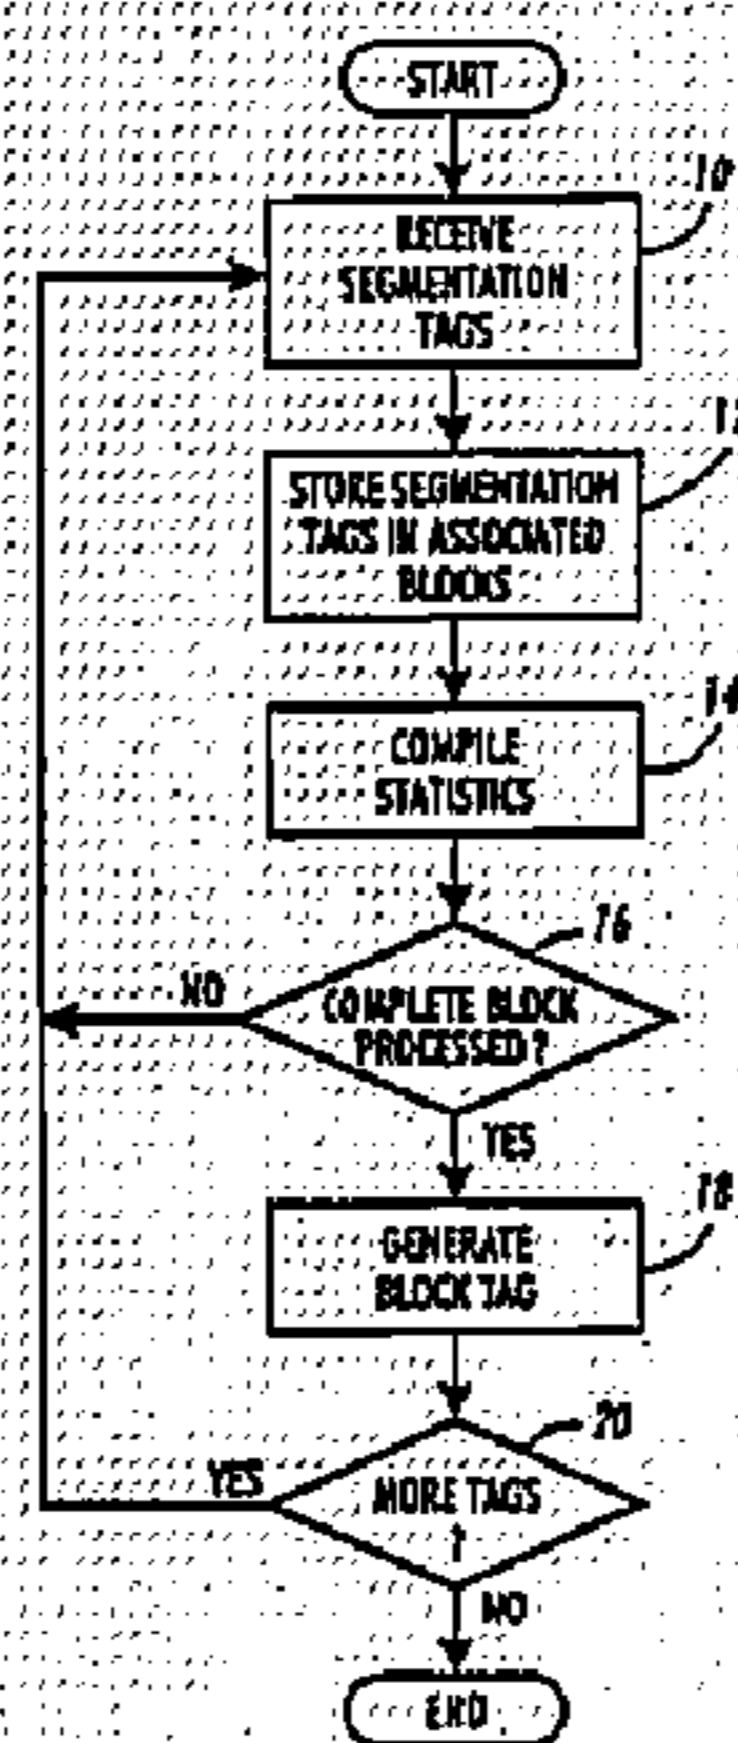 START
10
RECEIVE
SEGMENTATION
TAGS
STORE SEGMENTATION
TAGS IN ASSOCIATED
BLOCKS
14
COMPILE
STATISTICS
16
NO
COMPLETE BLOCK
PROCESSED?
YES
18
GENERATE
BLOCK TAG
20
YES
MORE TAGS
?
NO
END